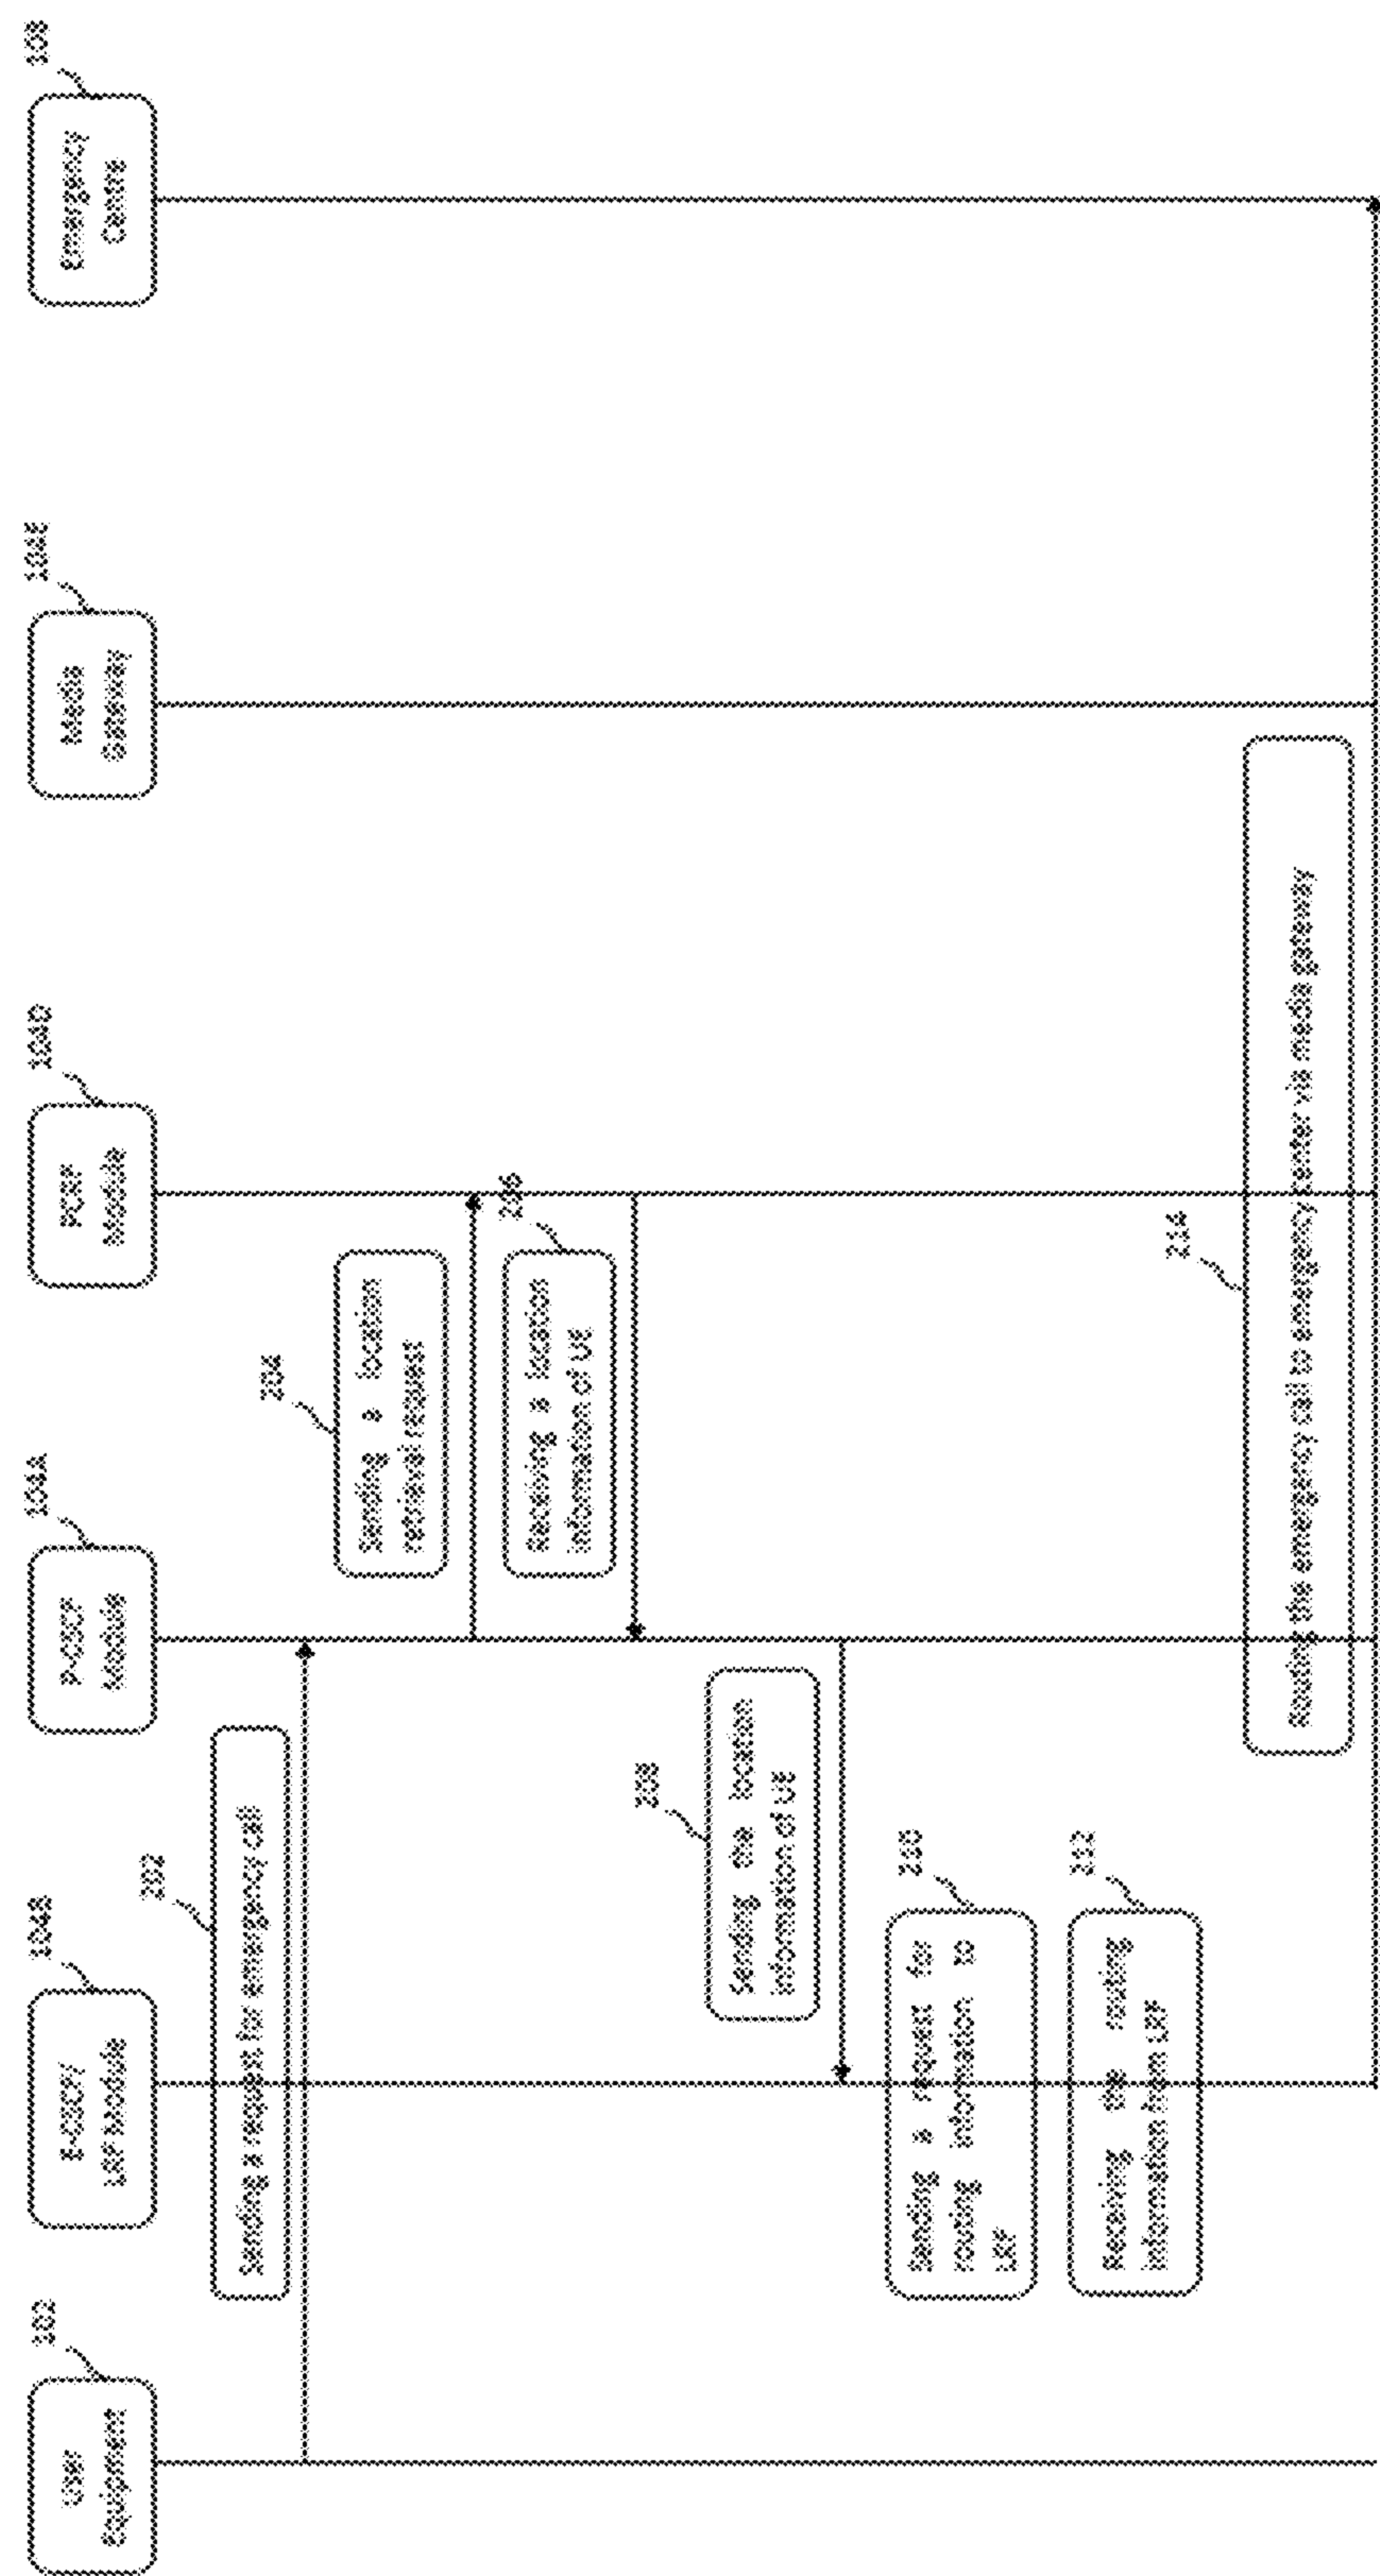 102
User
Equipment
104B
E-CSCF/
LRF Module
104A
P-CSCF
Module
104D
PCRF
Module
104E
Media
Gateway
108
Emergency
Centre
202
Sending a request for emergency call
204
Sending a location
retrieval request
206
Receiving a location
information of UE
208
Sending the location
information of UE
210
Sending a request for
routing information to
LRF
212
Receiving the routing
information from LRF
214
Routing the emergency call to emergency center via media gateway